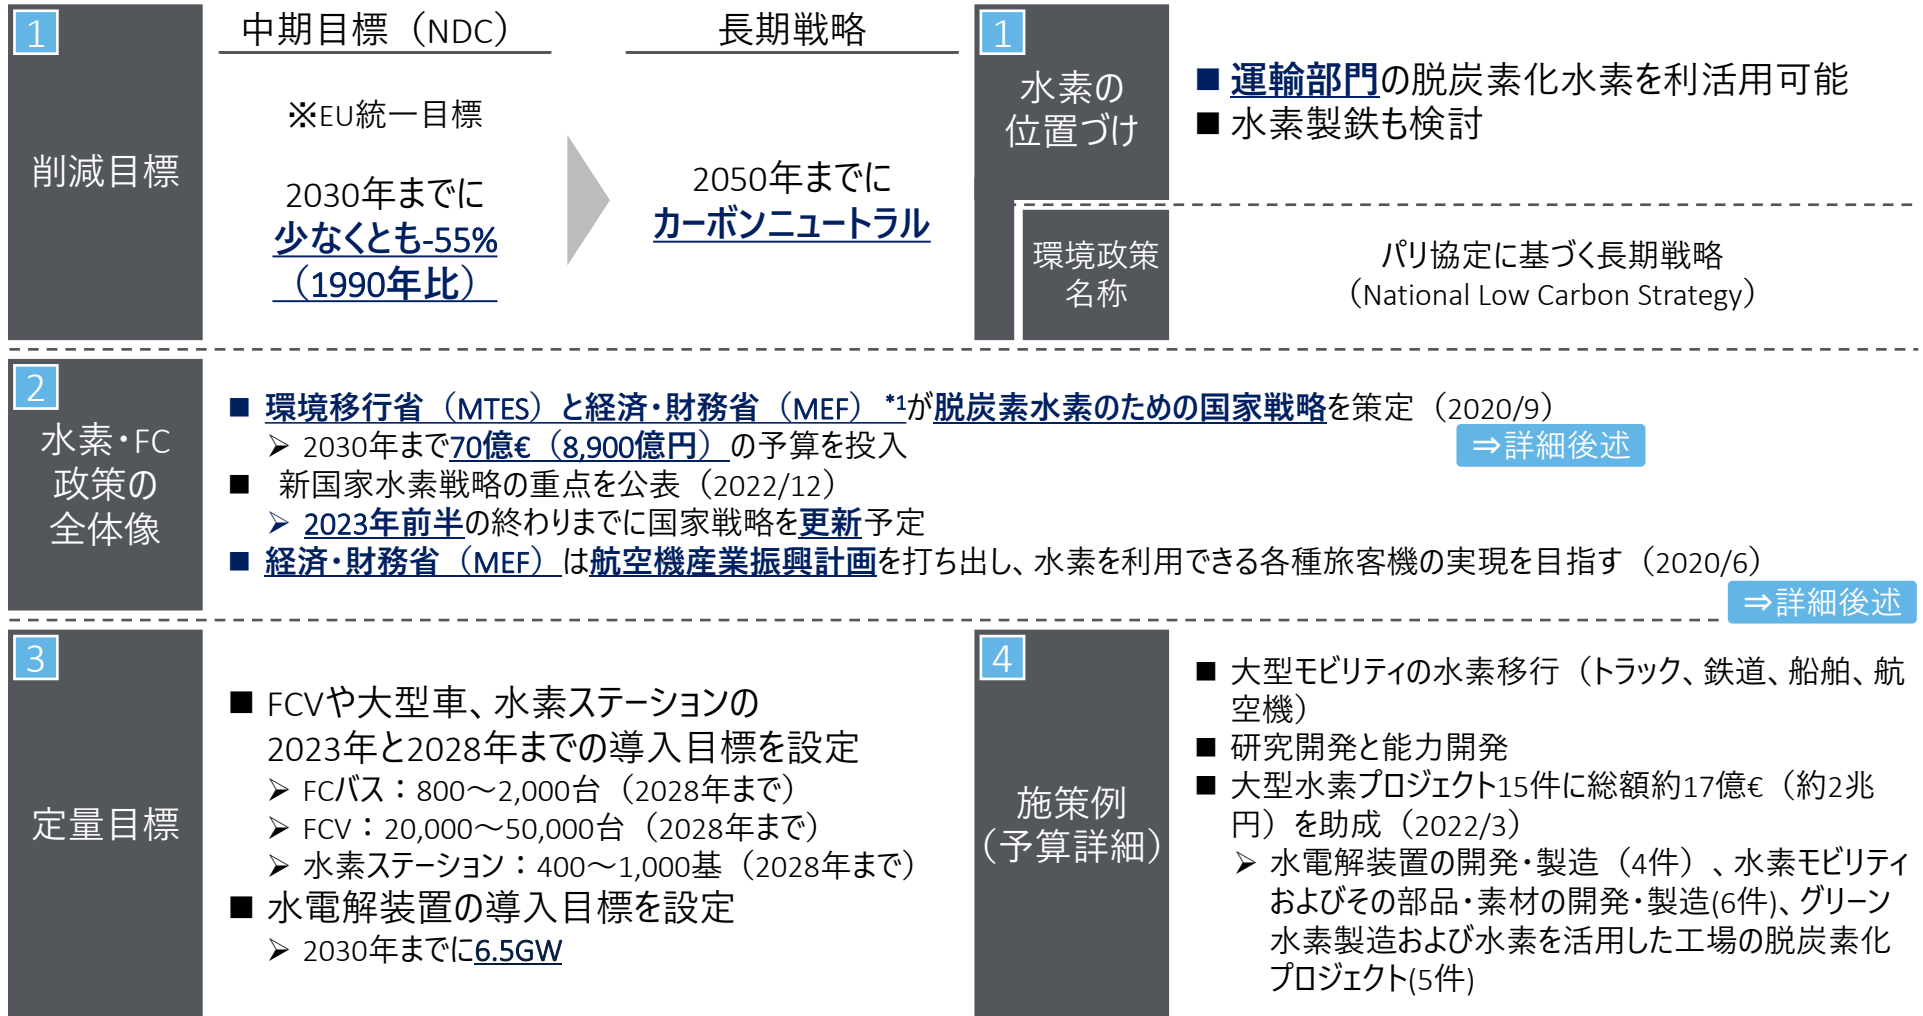 1
削減目標
中期目標（NDC）
※EU統一目標
2030年までに
少なくとも-55%
（1990年比）
長期戦略
2050年までに
カーボンニュートラル
1
水素の
位置づけ
■ 運輸部門の脱炭素化水素を利活用可能
■ 水素製鉄も検討
環境政策
名称
パリ協定に基づく長期戦略
（National Low Carbon Strategy）
2
水素・FC
政策の
全体像
■ 環境移行省（MTES）と経済・財務省（MEF）*1が脱炭素水素のための国家戦略を策定（2020/9）
➢ 2030年まで70億€（8,900億円）の予算を投入
⇒詳細後述
■ 新国家水素戦略の重点を公表（2022/12）
➢ 2023年前半の終わりまでに国家戦略を更新予定
■ 経済・財務省（MEF）は航空機産業振興計画を打ち出し、水素を利用できる各種旅客機の実現を目指す（2020/6）
⇒詳細後述
3
定量目標
■ FCVや大型車、水素ステーションの
2023年と2028年までの導入目標を設定
➢ FCバス：800～2,000台（2028年まで）
➢ FCV：20,000～50,000台（2028年まで）
➢ 水素ステーション：400～1,000基（2028年まで）
■ 水電解装置の導入目標を設定
➢ 2030年までに6.5GW
4
施策例
（予算詳細）
■ 大型モビリティの水素移行（トラック、鉄道、船舶、航
空機）
■ 研究開発と能力開発
■ 大型水素プロジェクト15件に総額約17億€（約2兆
円）を助成（2022/3）
➢ 水電解装置の開発・製造（4件）、水素モビリティ
およびその部品・素材の開発・製造(6件)、グリーン
水素製造および水素を活用した工場の脱炭素化
プロジェクト(5件)